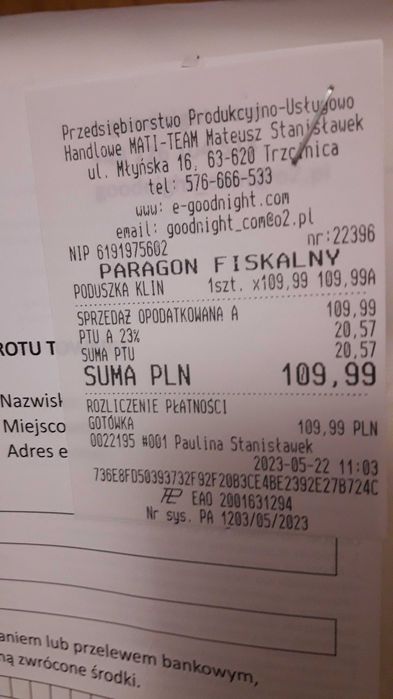 Przedsiębiorstwo Produkcyjno-Usługowo
Handlowe MATI-TEAM Mateusz Stanisławek
ul. Młyńska 16, 63-620 Trzcinica
tel: 576-666-533
www: e-goodnight.com
email: goodnight_com@o2.pl
NIP 6191975602 nr:22396
PARAGON FISKALNY
PODUSZKA KLIN 1szt. x109,99 109,99A
SPRZEDAŻ OPODATKOWANA A 109,99
PTU A 23% 20,57
SUMA PTU 20,57
SUMA PLN 109,99
ROZLICZENIE PŁATNOŚCI
GOTÓWKA 109,99 PLN
0022195 #001 Paulina Stanisławek
2023-05-22 11:03
736E8FD50393732F92F20B3CE4BE2392E27B724C
PL EAO 2001631294
Nr sys. PA 1203/05/2023
ROTU T
Nazwisk
Miejsco
Adres e
aniem lub przelewem bankowym,
ną zwrócone środki.